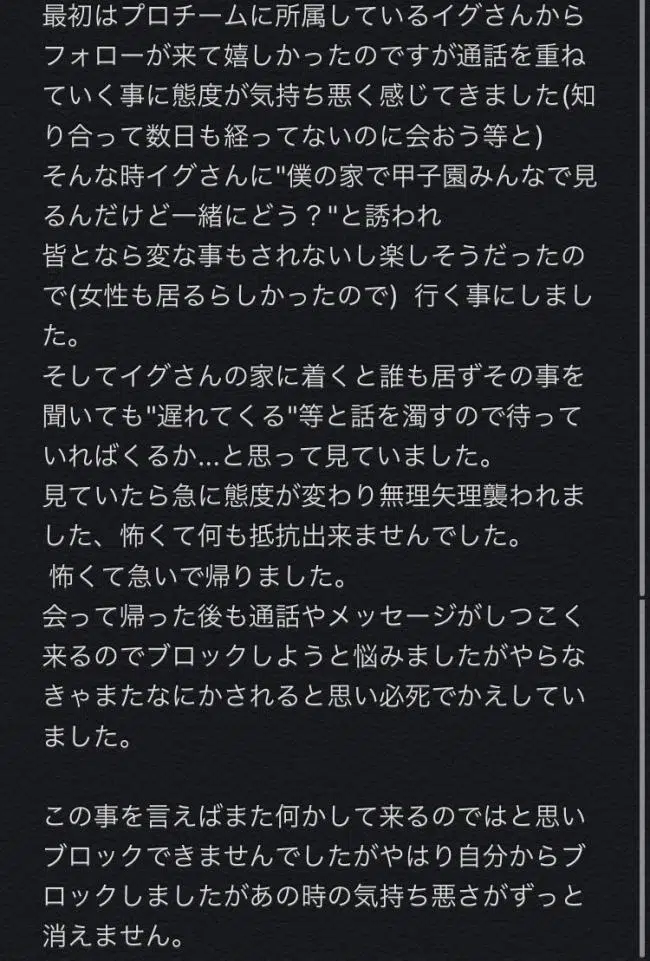 最初はプロチームに所属しているイグさんから
フォローが来て嬉しかったのですが通話を重ね
ていく事に態度が気持ち悪く感じてきました(知
り合って数日も経ってないのに会おう等と)
そんな時イグさんに"僕の家で甲子園みんなで見
るんだけど一緒にどう？"と誘われ
皆となら変な事もされないし楽しそうだったの
で(女性も居るらしかったので) 行く事にしまし
た。
そしてイグさんの家に着くと誰も居ずその事を
聞いても"遅れてくる"等と話を濁すので待って
いればくるか...と思って見ていました。
見ていたら急に態度が変わり無理矢理襲われま
した、怖くて何も抵抗出来ませんでした。
怖くて急いで帰りました。
会って帰った後も通話やメッセージがしつこく
来るのでブロックしようと悩みましたがやらな
きゃまたなにかされると思い必死でかえしてい
ました。
この事を言えばまた何かして来るのではと思い
ブロックできませんでしたがやはり自分からブ
ロックしましたがあの時の気持ち悪さがずっと
消えません。